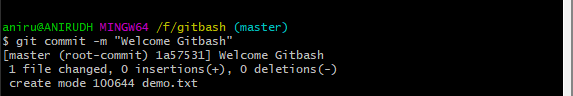 aniru@ANIRUDH MINGW64 /f/gitbash (master)
$ git commit -m "Welcome Gitbash"
[master (root-commit) 1a57531] Welcome Gitbash
1 file changed, 0 insertions(+), 0 deletions(-)
create mode 100644 demo.txt